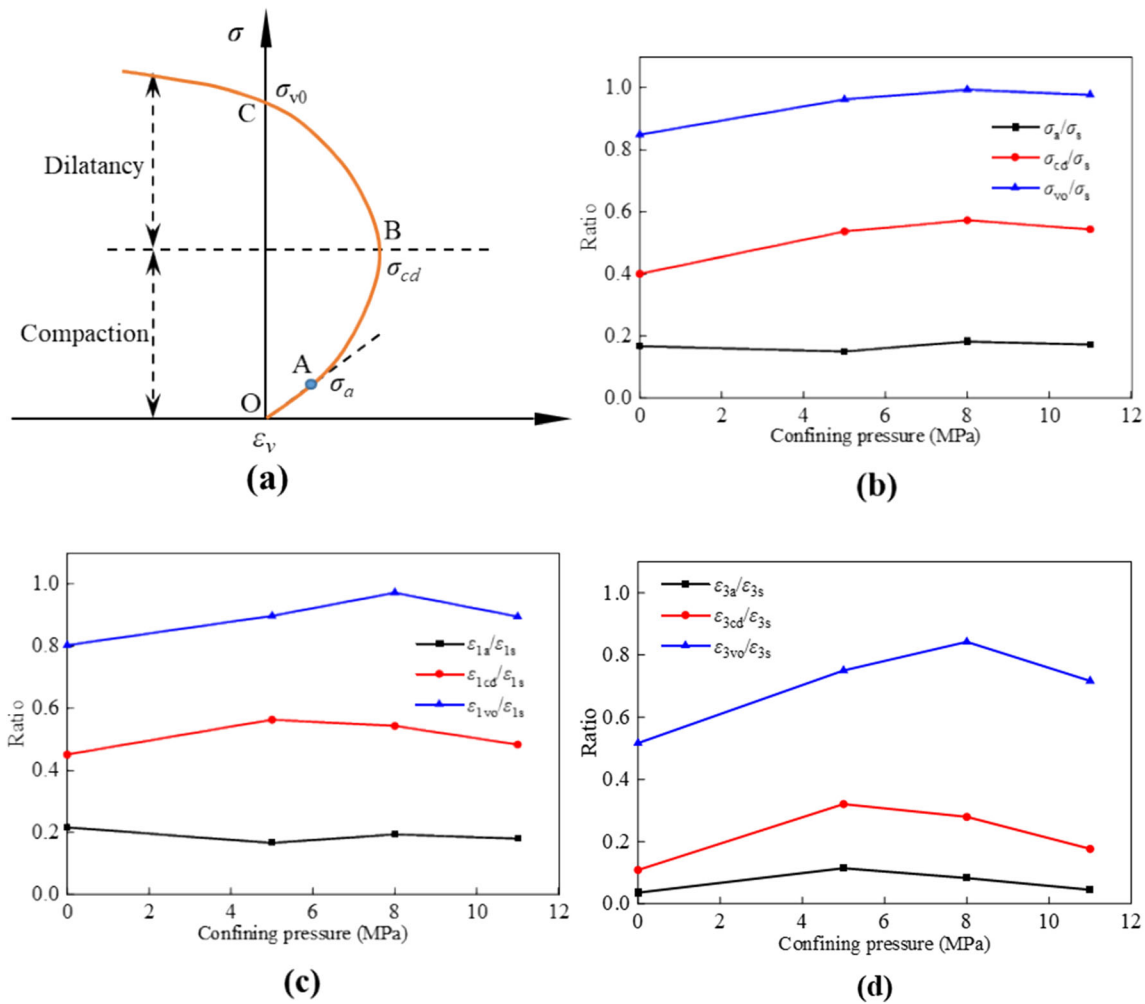 σ
σv0
C
Dilatancy
B
σcd
Compaction
A
σa
O
εv
(a)
1.0
0.8
0.6
0.4
0.2
0.0
Ratio
σa/σs
σcd/σs
σvo/σs
0 2 4 6 8 10 12
Confining pressure (MPa)
(b)
1.0
0.8
0.6
0.4
0.2
0.0
Ratio
ε1a/ε1s
ε1cd/ε1s
ε1vo/ε1s
0 2 4 6 8 10 12
Confining pressure (MPa)
(c)
1.0
0.8
0.6
0.4
0.2
0.0
Ratio
ε3a/ε3s
ε3cd/ε3s
ε3vo/ε3s
0 2 4 6 8 10 12
Confining pressure (MPa)
(d)